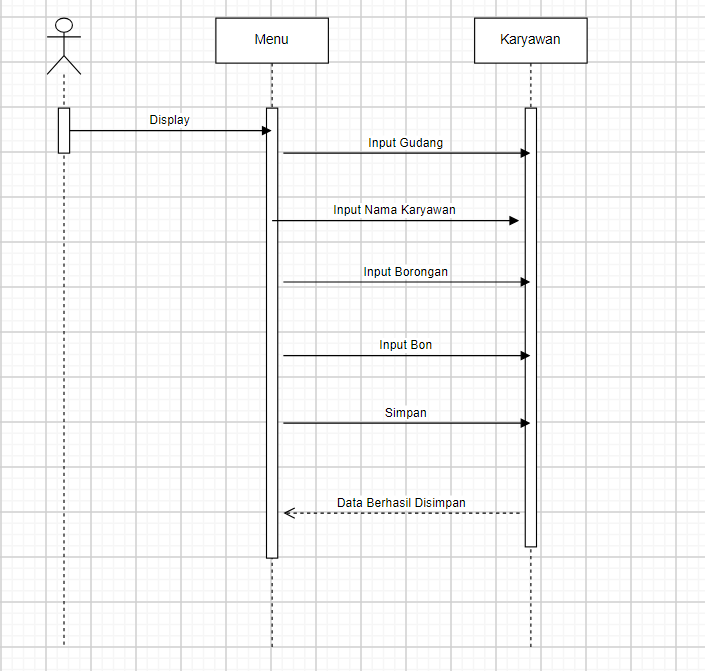 Menu
Karyawan
Display
Input Gudang
Input Nama Karyawan
Input Borongan
Input Bon
Simpan
Data Berhasil Disimpan